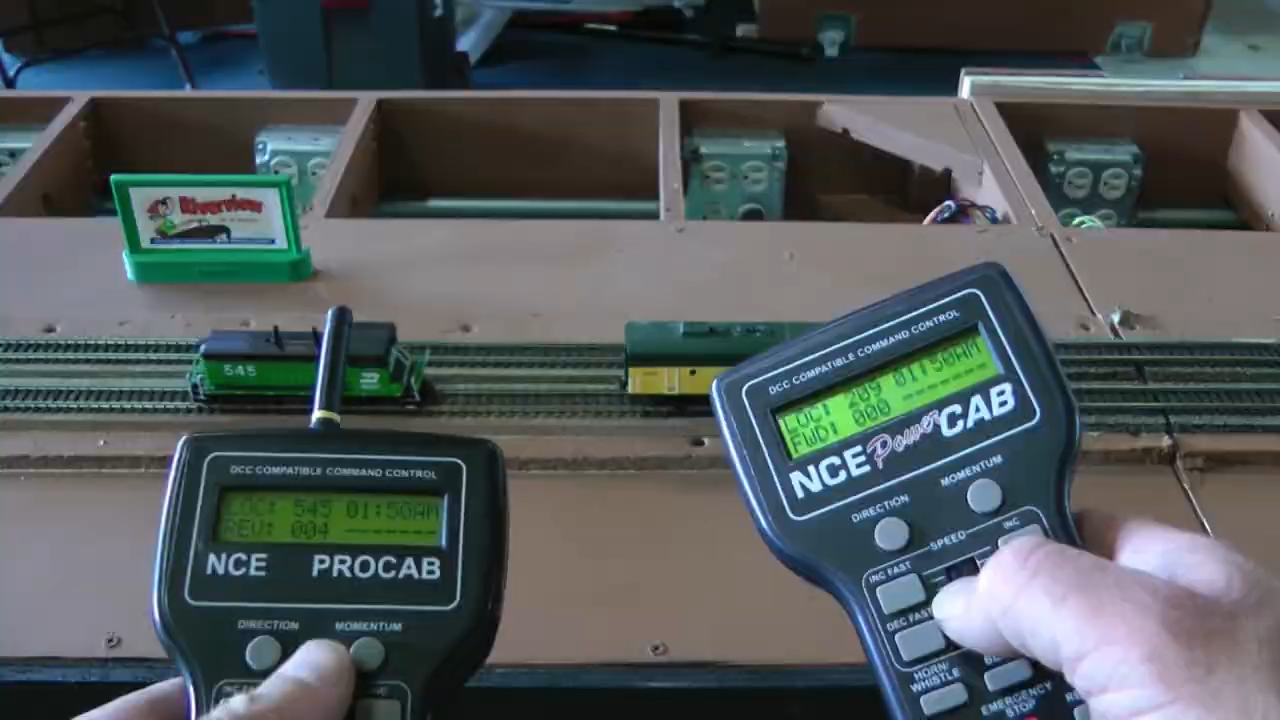 Riverview
545
DCC COMPATIBLE COMMAND CONTROL
LOC: 545 01:50AM
REV: 004 -------
NCE PROCAB
DIRECTION MOMENTUM
DCC COMPATIBLE COMMAND CONTROL
LOC: 209 01:50AM
FWD: 000 -------
NCE Power CAB
DIRECTION MOMENTUM
SPEED
INC FAST INC
DEC FAST
HORN/
WHISTLE
EMERGENCY
STOP